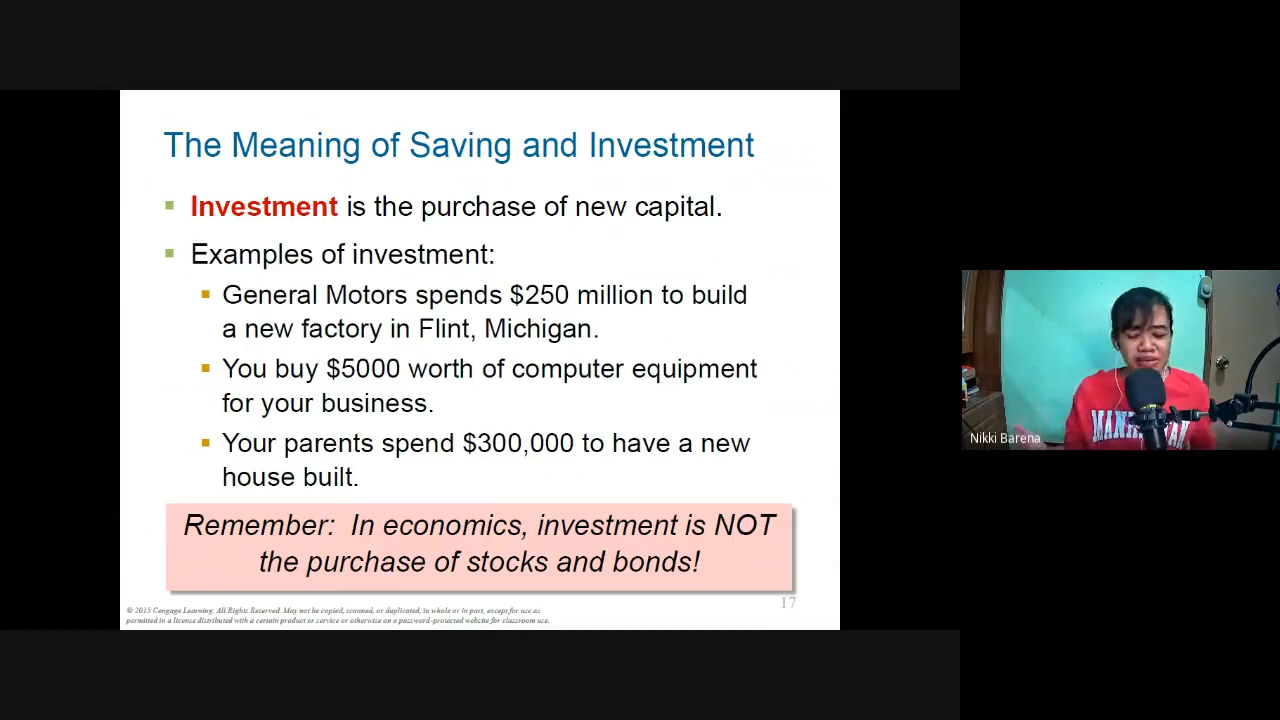 The Meaning of Saving and Investment
Investment is the purchase of new capital.
Examples of investment:
General Motors spends $250 million to build
a new factory in Flint, Michigan.
You buy $5000 worth of computer equipment
for your business.
Your parents spend $300,000 to have a new
house built.
Remember: In economics, investment is NOT
the purchase of stocks and bonds!
17
© 2015 Cengage Learning. All Rights Reserved. May not be copied, scanned, or duplicated, in whole or in part, except for use as
permitted in a license distributed with a certain product or service or otherwise on a password-protected website for classroom use.
Nikki Barena